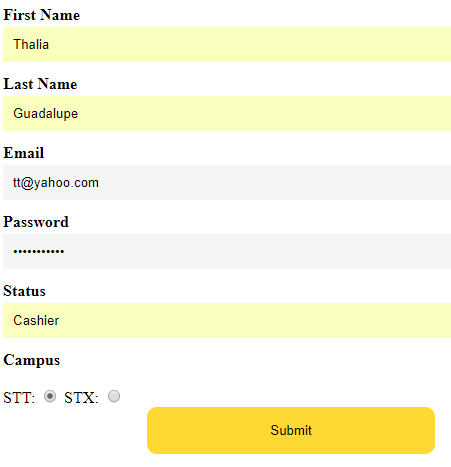 First Name
Thalia
Last Name
Guadalupe
Email
tt@yahoo.com
Password
•••••••••••
Status
Cashier
Campus
STT: STX:
Submit